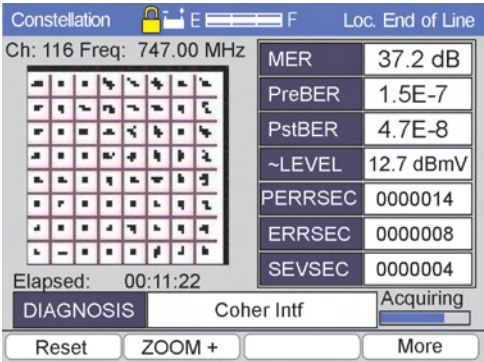 Constellation E F Loc. End of Line
Ch: 116 Freq: 747.00 MHz
MER 37.2 dB
PreBER 1.5E-7
PstBER 4.7E-8
~LEVEL 12.7 dBmV
PERRSEC 0000014
ERRSEC 0000008
SEVSEC 0000004
Elapsed: 00:11:22
DIAGNOSIS Coher Intf Acquiring
Reset ZOOM + More